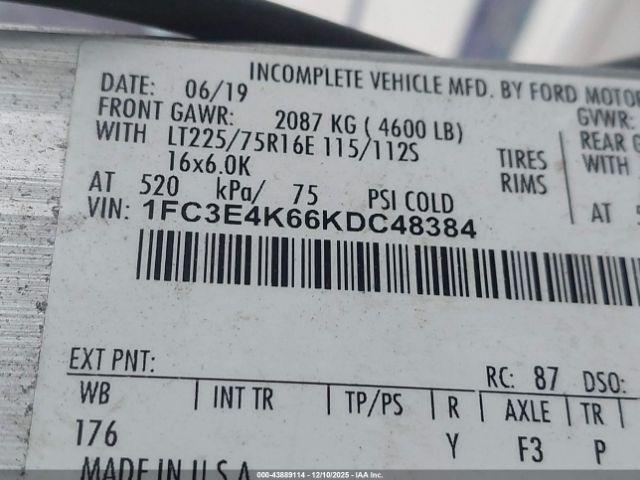 INCOMPLETE VEHICLE MFD. BY FORD MOTOR
DATE: 06/19 GVWR:
FRONT GAWR: 2087 KG ( 4600 LB) REAR G
WITH LT225/75R16E 115/112S TIRES WITH
16x6.0K RIMS
AT 520 kPa/ 75 PSI COLD AT
VIN: 1FC3E4K66KDC48384
EXT PNT: RC: 87 DSO:
WB INT TR TP/PS R AXLE TR
176 Y F3 P
MADE IN U.S.A
000-43889114 - 12/10/2025 - IAA Inc.